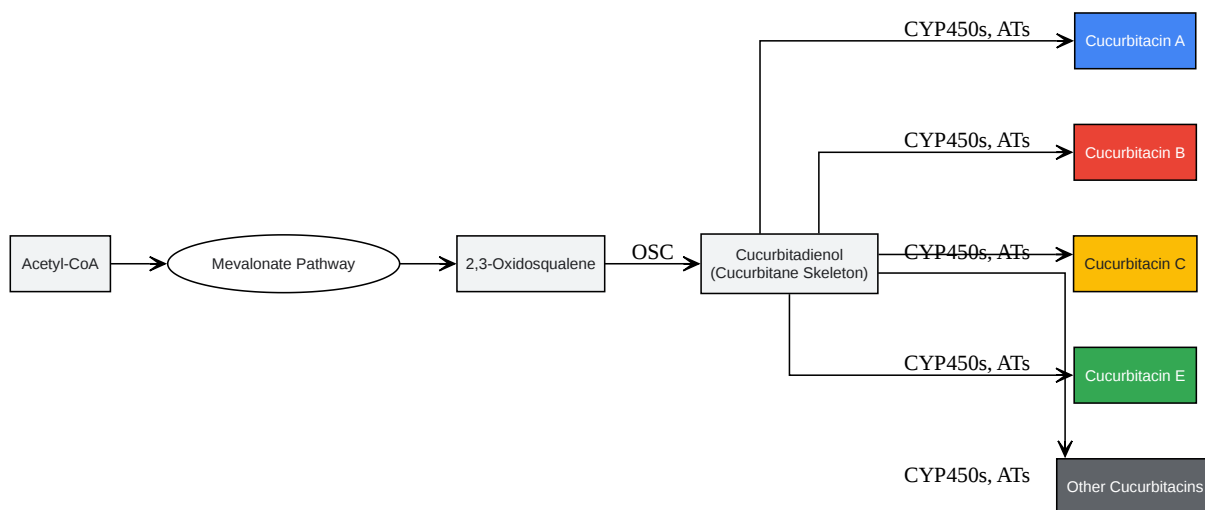 CYP450s, ATs
Cucurbitacin A
CYP450s, ATs
Cucurbitacin B
Acetyl-CoA
Mevalonate Pathway
2,3-Oxidosqualene
OSC
Cucurbitadienol
(Cucurbitane Skeleton)
CYP450s, ATs
Cucurbitacin C
CYP450s, ATs
Cucurbitacin E
CYP450s, ATs
Other Cucurbitacins